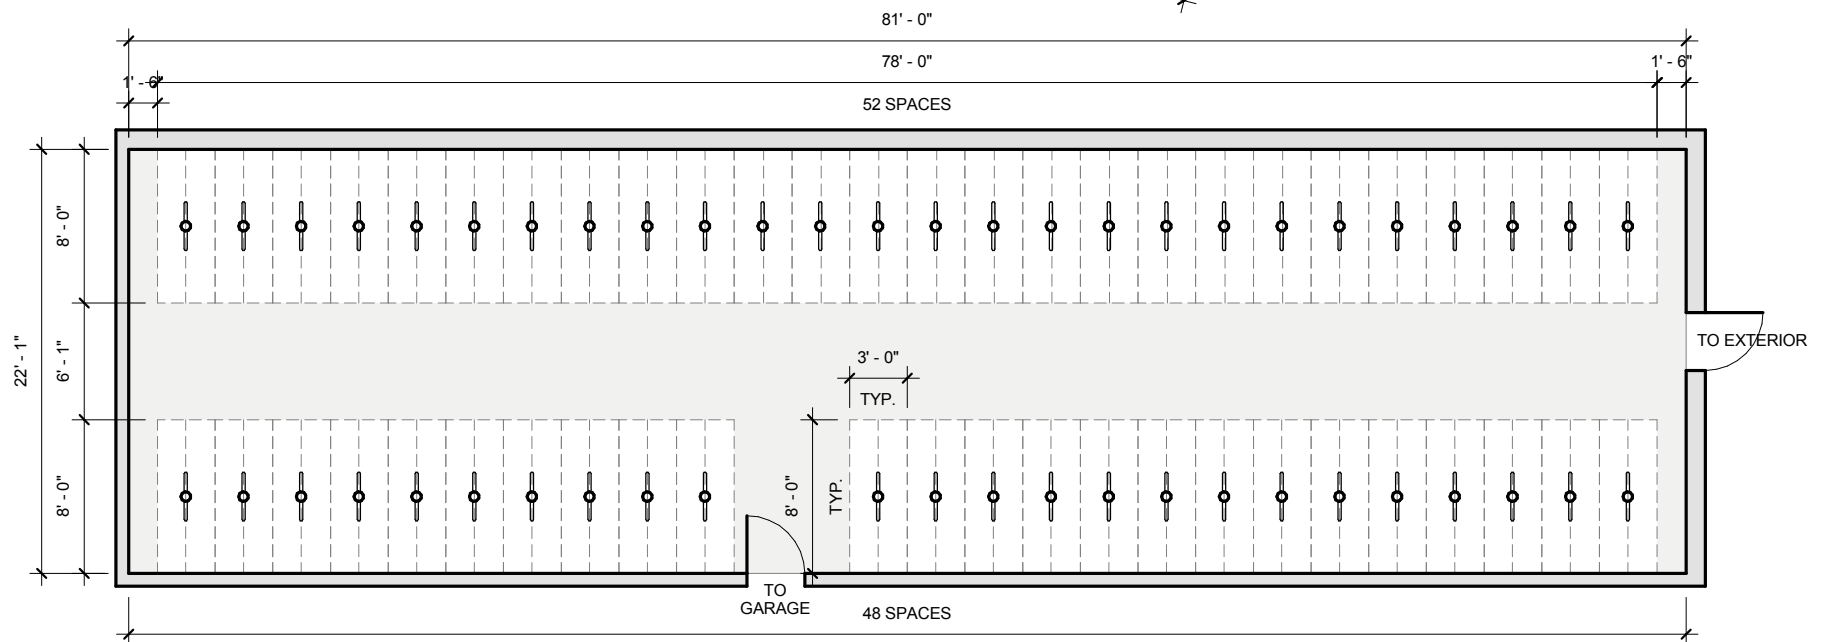 81' - 0"
78' - 0"
1' - 6"
1' - 6"
52 SPACES
8' - 0"
22' - 1"
6' - 1"
TO EXTERIOR
3' - 0"
TYP.
8' - 0"
8' - 0"
TYP.
TO
GARAGE
48 SPACES